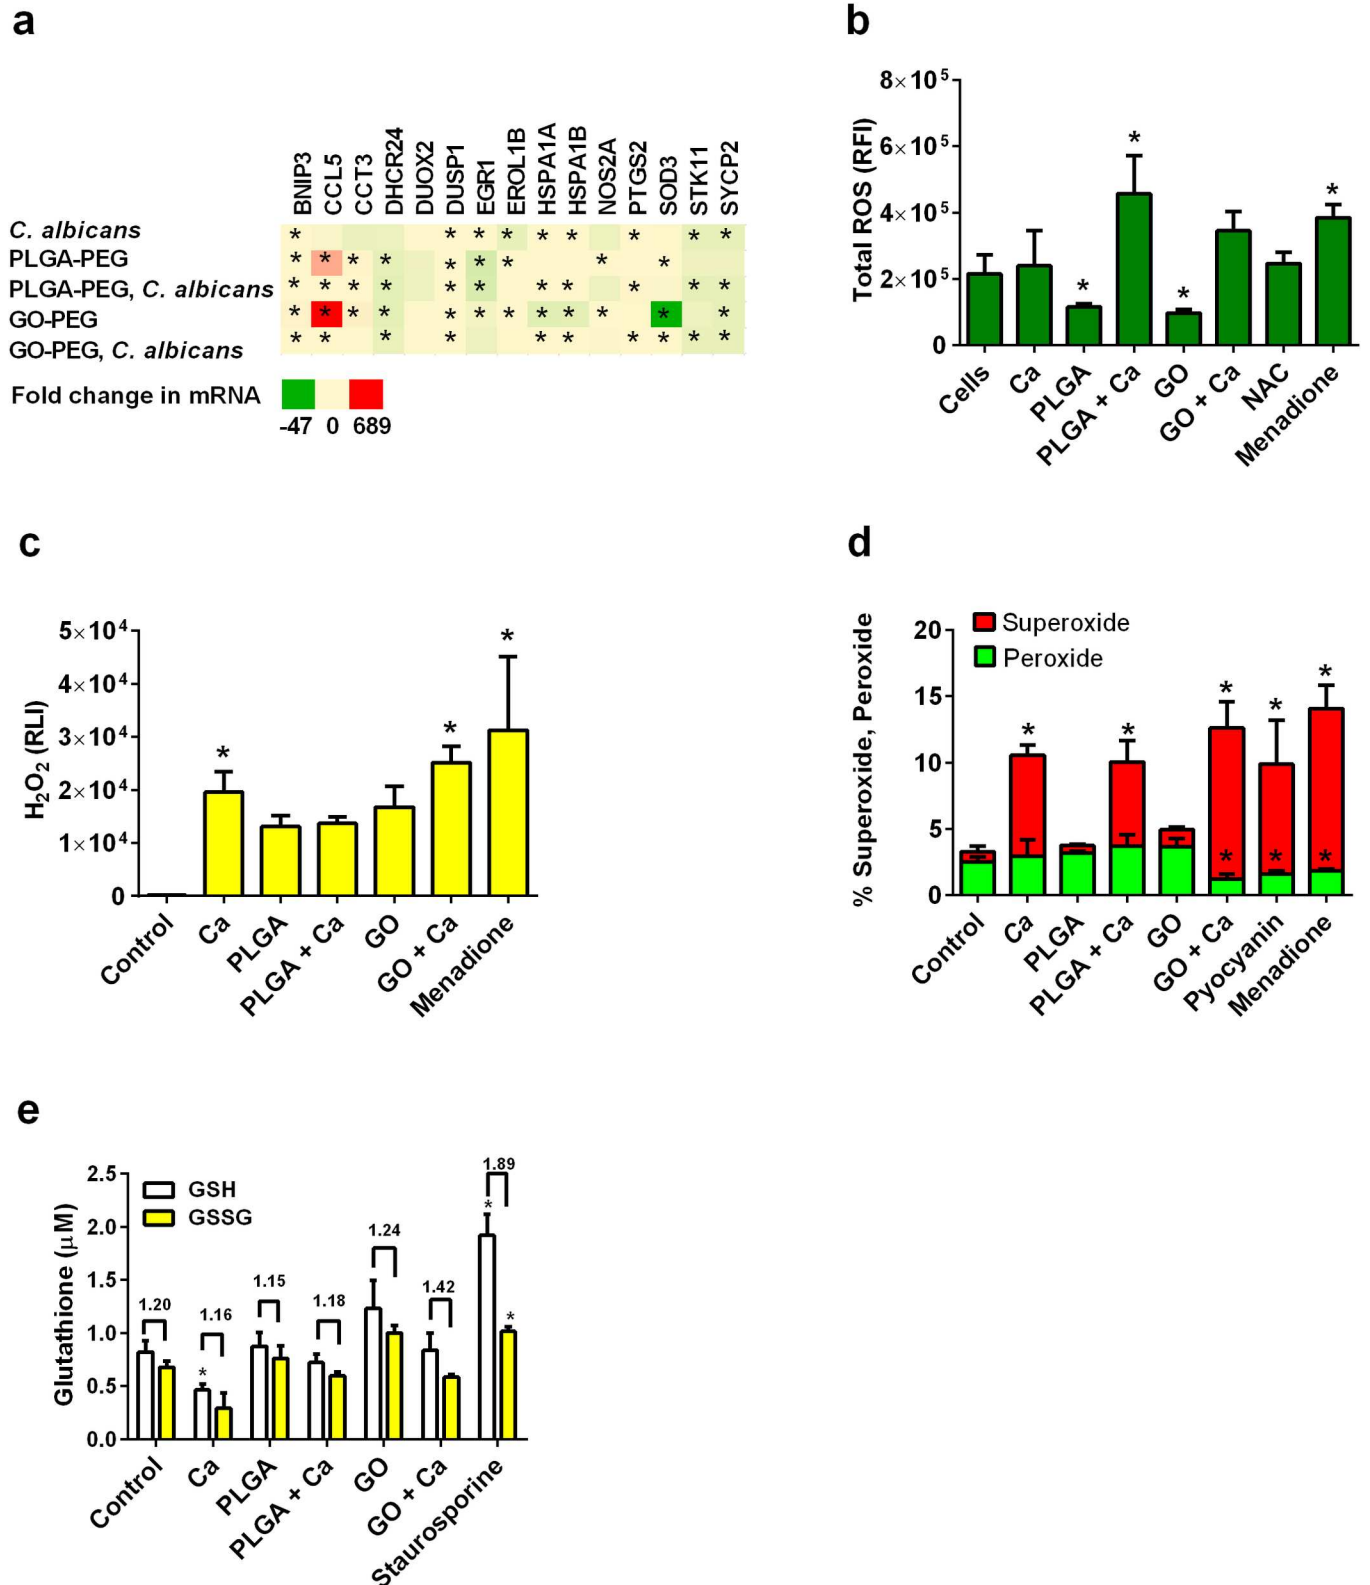 a
BNIP3 CCL5 CCT3 DHCR24 DUOX2 DUSP1 EGR1 EROL1B HSPA1A HSPA1B NOS2A PTGS2 SOD3 STK11 SYCP2
C. albicans * * * * * * * * *
PLGA-PEG * * * * * * * * *
PLGA-PEG, C. albicans * * * * * * * * * * *
GO-PEG * * * * * * * * * * * *
GO-PEG, C. albicans * * * * * * * * * *
Fold change in mRNA
-47 0 689
b
Total ROS (RFI)
8×10⁵
6×10⁵
4×10⁵
2×10⁵
0
* * * *
Cells Ca PLGA PLGA + Ca GO GO + Ca NAC Menadione
c
H₂O₂ (RLI)
5×10⁴
4×10⁴
3×10⁴
2×10⁴
1×10⁴
0
* * *
Control Ca PLGA PLGA + Ca GO GO + Ca Menadione
d
% Superoxide, Peroxide
Superoxide
Peroxide
20
15
10
5
0
* * * * *
* * *
Control Ca PLGA PLGA + Ca GO GO + Ca Pyocyanin Menadione
e
Glutathione (μM)
GSH
GSSG
2.5
2.0
1.5
1.0
0.5
0.0
1.20 1.16 1.15 1.18 1.24 1.42 1.89
* * *
Control Ca PLGA PLGA + Ca GO GO + Ca Staurosporine